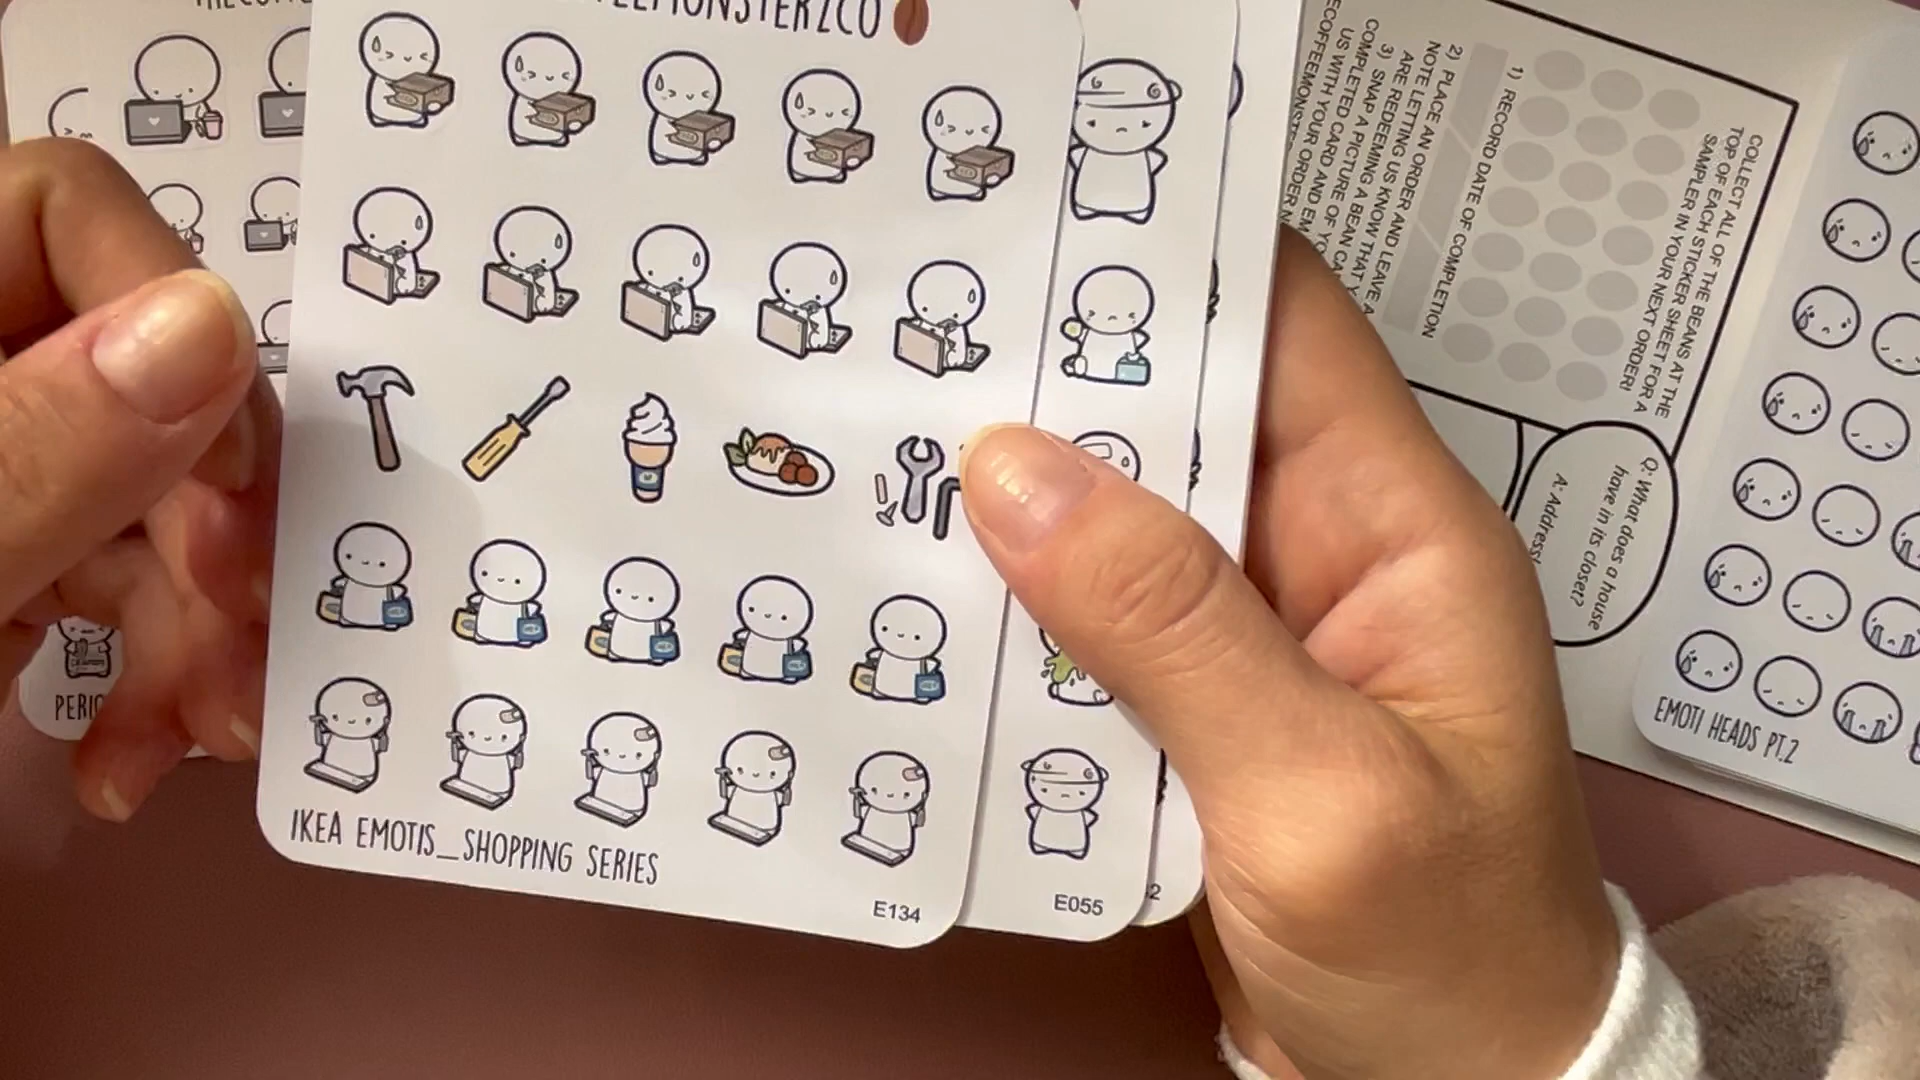 IKEA EMOTIS_SHOPPING SERIES
E134
E055
COLLECT ALL OF THE BEANS AT THE
TOP OF EACH STICKER SHEET FOR A
SAMPLER IN YOUR NEXT ORDER!
1) RECORD DATE OF COMPLETION
2) PLACE AN ORDER AND LEAVE A
NOTE LETTING US KNOW THAT
ARE REDEEMING A BEAN
3) SNAP A PICTURE OF
COMPLETED CARD AND
US WITH YOUR ORDER
Q: What does a house
have in its closet?
A: Address!
EMOTI HEADS PT.2